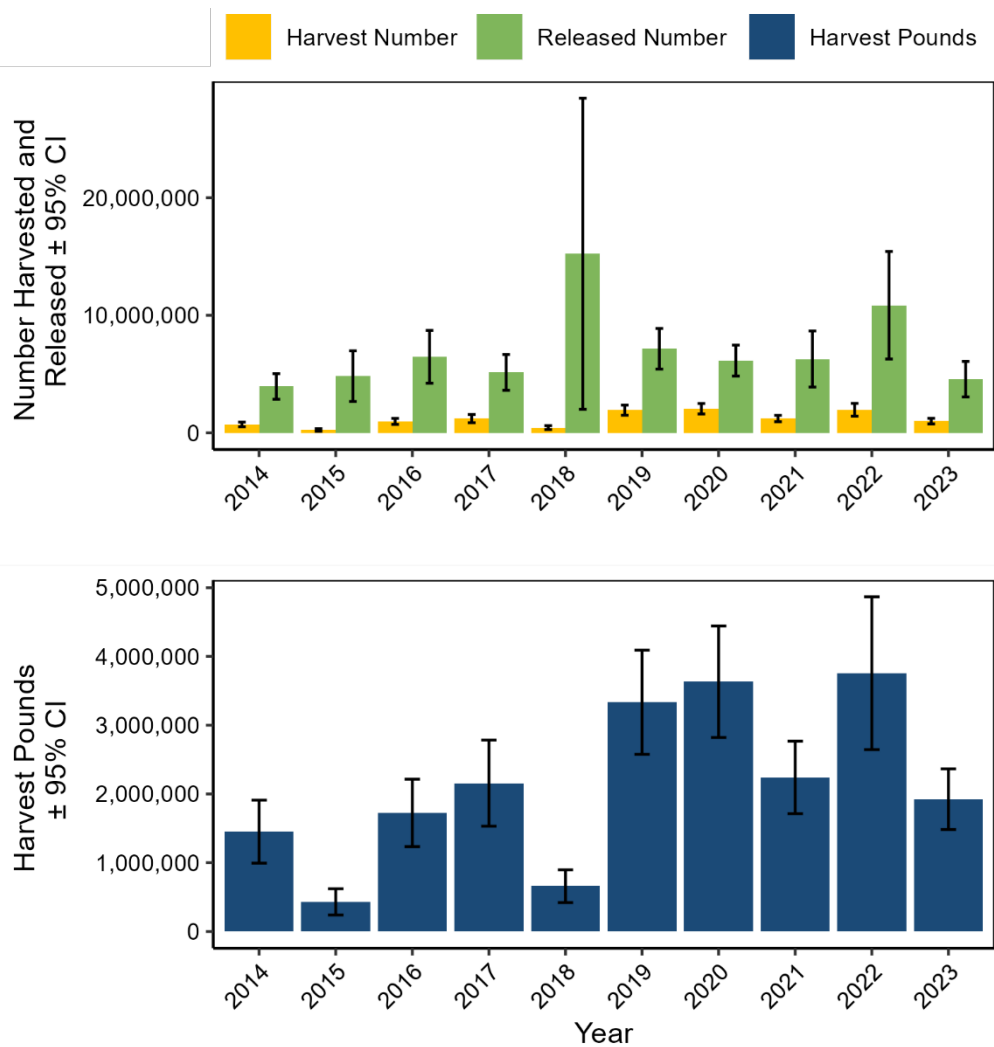 Harvest Number Released Number Harvest Pounds
Number Harvested and
Released ± 95% CI
20,000,000
10,000,000
0
2014 2015 2016 2017 2018 2019 2020 2021 2022 2023
Harvest Pounds
± 95% CI
5,000,000
4,000,000
3,000,000
2,000,000
1,000,000
0
2014 2015 2016 2017 2018 2019 2020 2021 2022 2023
Year